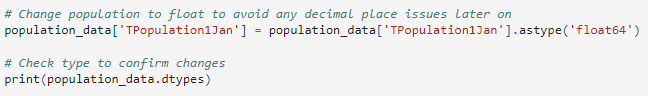 # Change population to float to avoid any decimal place issues later on
population_data['TPopulation1Jan'] = population_data['TPopulation1Jan'].astype('float64')
# Check type to confirm changes
print(population_data.dtypes)